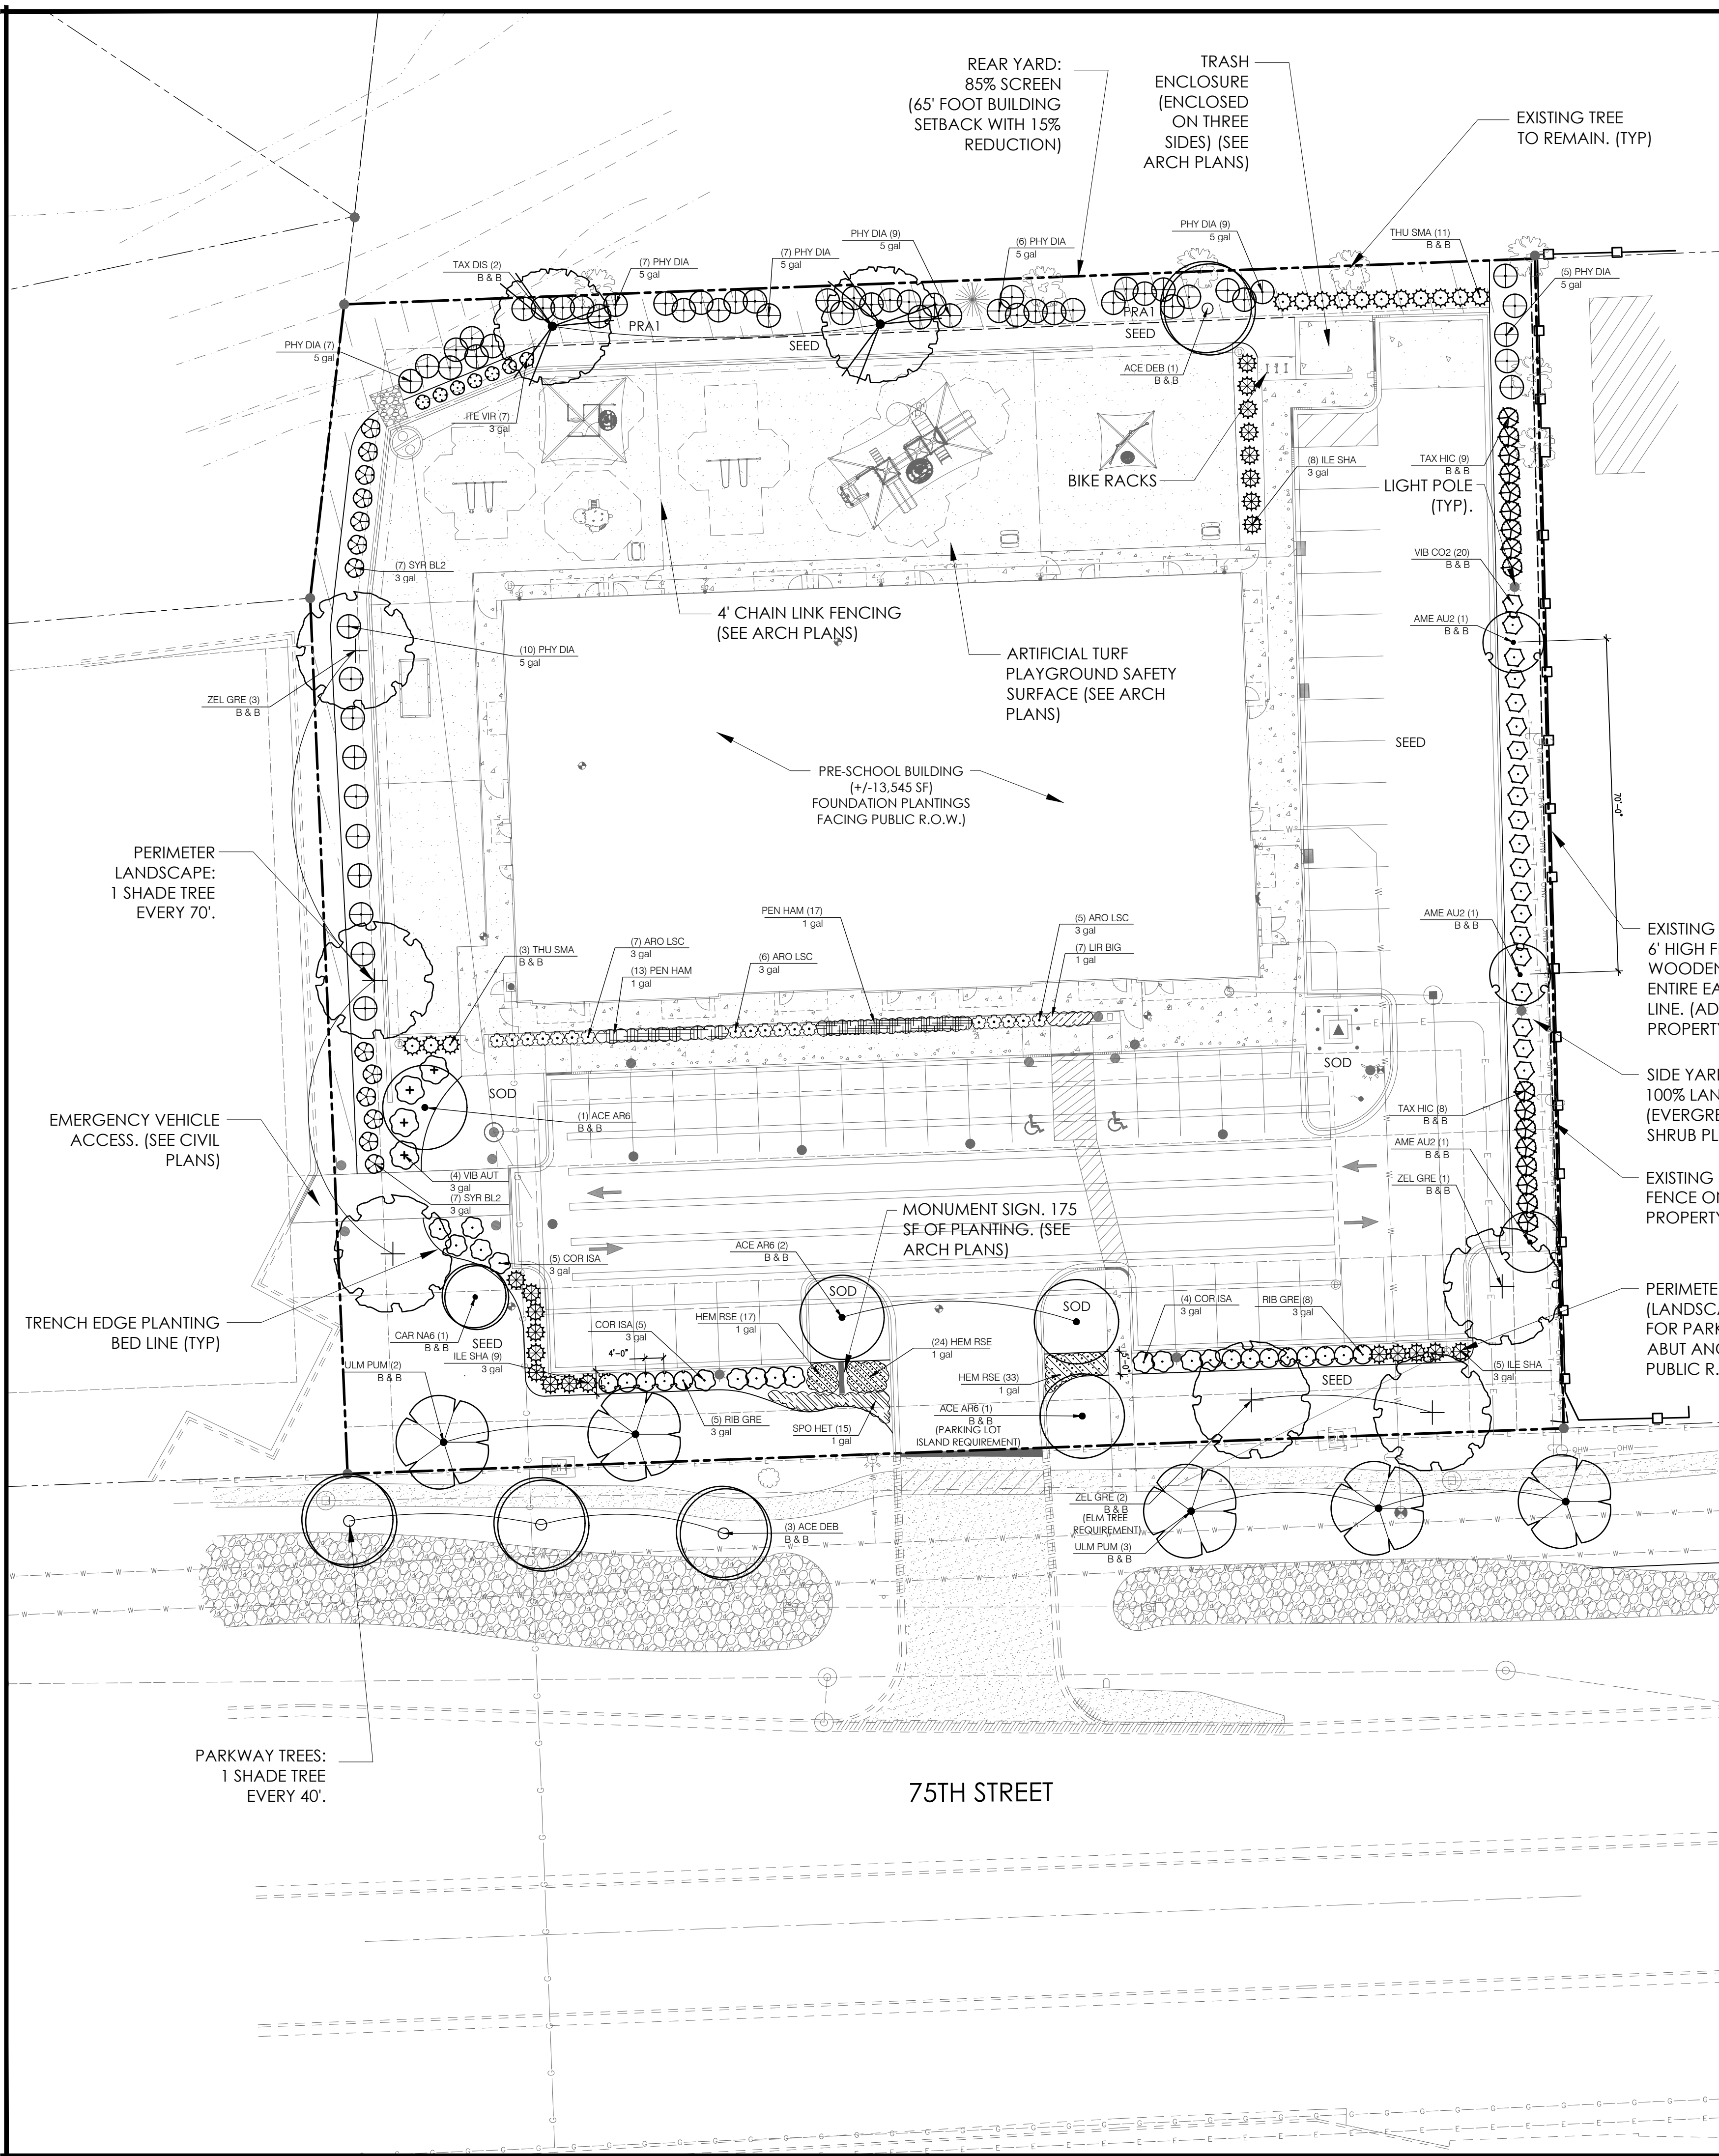 REAR YARD:
85% SCREEN
(65' FOOT BUILDING
SETBACK WITH 15%
REDUCTION)
TRASH
ENCLOSURE
(ENCLOSED
ON THREE
SIDES) (SEE
ARCH PLANS)
EXISTING TREE
TO REMAIN. (TYP)
TAX DIS (2)
B & B
(7) PHY DIA
5 gal
(7) PHY DIA
5 gal
PHY DIA (9)
5 gal
(6) PHY DIA
5 gal
PHY DIA (9)
5 gal
THU SMA (11)
B & B
(5) PHY DIA
5 gal
PRA1
SEED
PRA1
SEED
PHY DIA (7)
5 gal
ITE VIR (7)
3 gal
ACE DEB (1)
B & B
BIKE RACKS
(8) ILE SHA
3 gal
TAX HIC (9)
B & B
LIGHT POLE
(TYP).
VIB CO2 (20)
B & B
AME AU2 (1)
B & B
(7) SYR BL2
3 gal
4' CHAIN LINK FENCING
(SEE ARCH PLANS)
(10) PHY DIA
5 gal
ARTIFICIAL TURF
PLAYGROUND SAFETY
SURFACE (SEE ARCH
PLANS)
ZEL GRE (3)
B & B
SEED
70'-0"
PRE-SCHOOL BUILDING
(+/-13,545 SF)
FOUNDATION PLANTINGS
FACING PUBLIC R.O.W.)
PERIMETER
LANDSCAPE:
1 SHADE TREE
EVERY 70'.
PEN HAM (17)
1 gal
(5) ARO LSC
3 gal
(7) LIR BIG
1 gal
AME AU2 (1)
B & B
(3) THU SMA
B & B
(7) ARO LSC
3 gal
(13) PEN HAM
1 gal
(6) ARO LSC
3 gal
EXISTING
6' HIGH F
WOODEN
ENTIRE EA
LINE. (AD
PROPERTY
SOD
SOD
SIDE YAR
100% LAN
(EVERGRE
SHRUB PL
EMERGENCY VEHICLE
ACCESS. (SEE CIVIL
PLANS)
(1) ACE AR6
B & B
TAX HIC (8)
B & B
AME AU2 (1)
B & B
ZEL GRE (1)
B & B
EXISTING
FENCE ON
PROPERTY
(4) VIB AUT
3 gal
(7) SYR BL2
3 gal
MONUMENT SIGN. 175
SF OF PLANTING. (SEE
ARCH PLANS)
ACE AR6 (2)
B & B
(5) COR ISA
3 gal
SOD
SOD
(4) COR ISA
3 gal
RIB GRE (8)
3 gal
PERIMETE
(LANDSCA
FOR PARK
ABUT ANO
PUBLIC R.
TRENCH EDGE PLANTING
BED LINE (TYP)
CAR NA6 (1)
B & B
SEED
COR ISA (5)
3 gal
HEM RSE (17)
1 gal
(24) HEM RSE
1 gal
4'-0"
5'-0"
ULM PUM (2)
B & B
ILE SHA (9)
3 gal
HEM RSE (33)
1 gal
SEED
(5) ILE SHA
3 gal
(5) RIB GRE
3 gal
SPO HET (15)
1 gal
ACE AR6 (1)
B & B
(PARKING LOT
ISLAND REQUIREMENT)
(3) ACE DEB
B & B
ZEL GRE (2)
B & B
(ELM TREE
REQUIREMENT)
ULM PUM (3)
B & B
PARKWAY TREES:
1 SHADE TREE
EVERY 40'.
75TH STREET